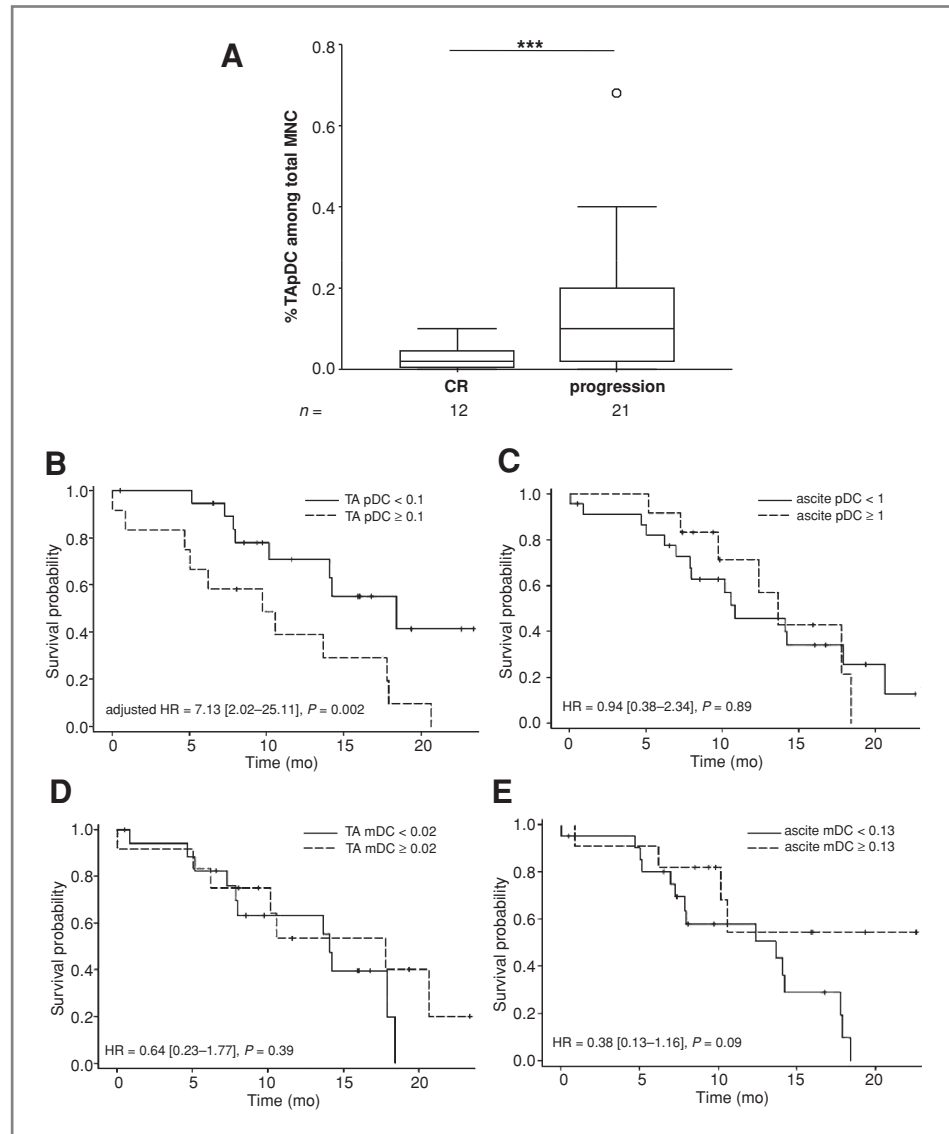 A
***
% TApDC among total MNC
0.8
0.6
0.4
0.2
0.0
CR
progression
n =
12
21
B
TA pDC < 0.1
TA pDC ≥ 0.1
Survival probability
1.0
0.8
0.6
0.4
0.2
0.0
adjusted HR = 7.13 [2.02–25.11], P = 0.002
0 5 10 15 20
Time (mo)
C
ascite pDC < 1
ascite pDC ≥ 1
Survival probability
1.0
0.8
0.6
0.4
0.2
0.0
HR = 0.94 [0.38–2.34), P = 0.89
0 5 10 15 20
Time (mo)
D
TA mDC < 0.02
TA mDC ≥ 0.02
Survival probability
1.0
0.8
0.6
0.4
0.2
0.0
HR = 0.64 [0.23–1.77], P = 0.39
0 5 10 15 20
Time (mo)
E
ascite mDC < 0.13
ascite mDC ≥ 0.13
Survival probability
1.0
0.8
0.6
0.4
0.2
0.0
HR = 0.38 [0.13–1.16], P = 0.09
0 5 10 15 20
Time (mo)